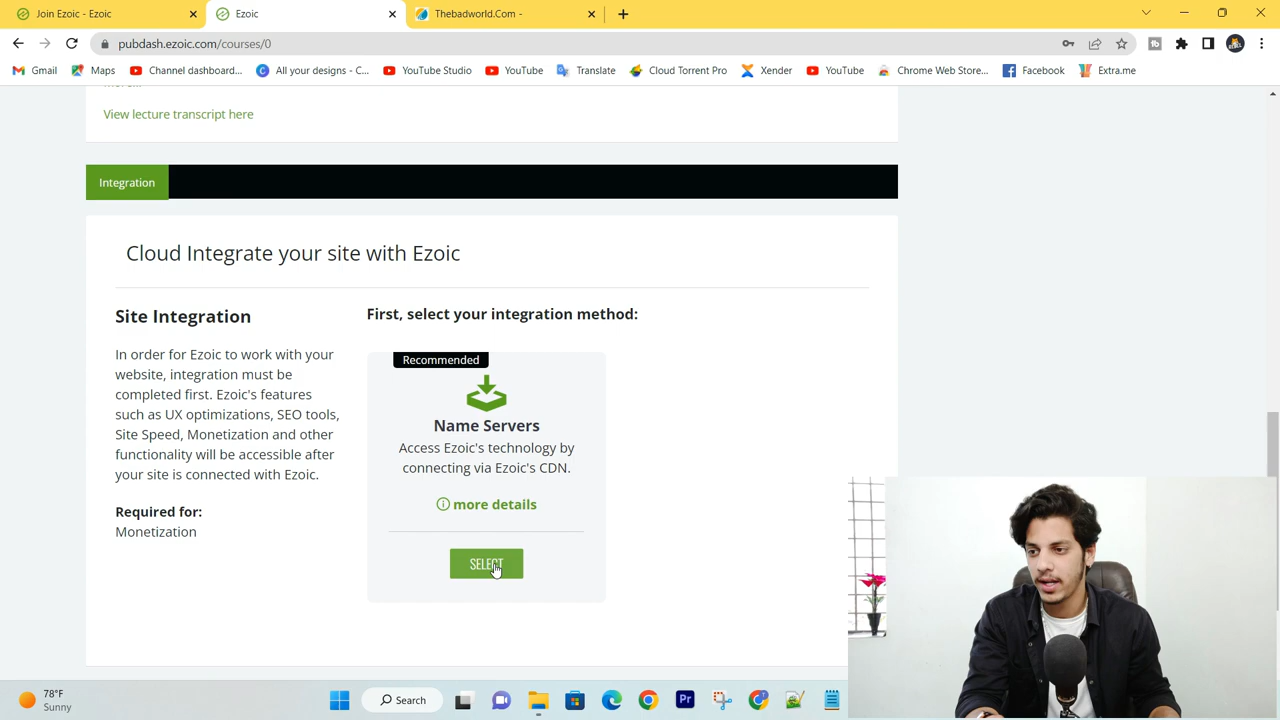 Join Ezoic - Ezoic
Ezoic
Thebadworld.Com -
pubdash.ezoic.com/courses/0
Gmail
Maps
Channel dashboard...
All your designs - C...
YouTube Studio
YouTube
Translate
Cloud Torrent Pro
Xender
YouTube
Chrome Web Store...
Facebook
Extra.me
View lecture transcript here
Integration
Cloud Integrate your site with Ezoic
Site Integration
In order for Ezoic to work with your
website, integration must be
completed first. Ezoic's features
such as UX optimizations, SEO tools,
Site Speed, Monetization and other
functionality will be accessible after
your site is connected with Ezoic.
Required for:
Monetization
First, select your integration method:
Recommended
Name Servers
Access Ezoic's technology by
connecting via Ezoic's CDN.
more details
SELECT
78°F
Sunny
Search
Pr